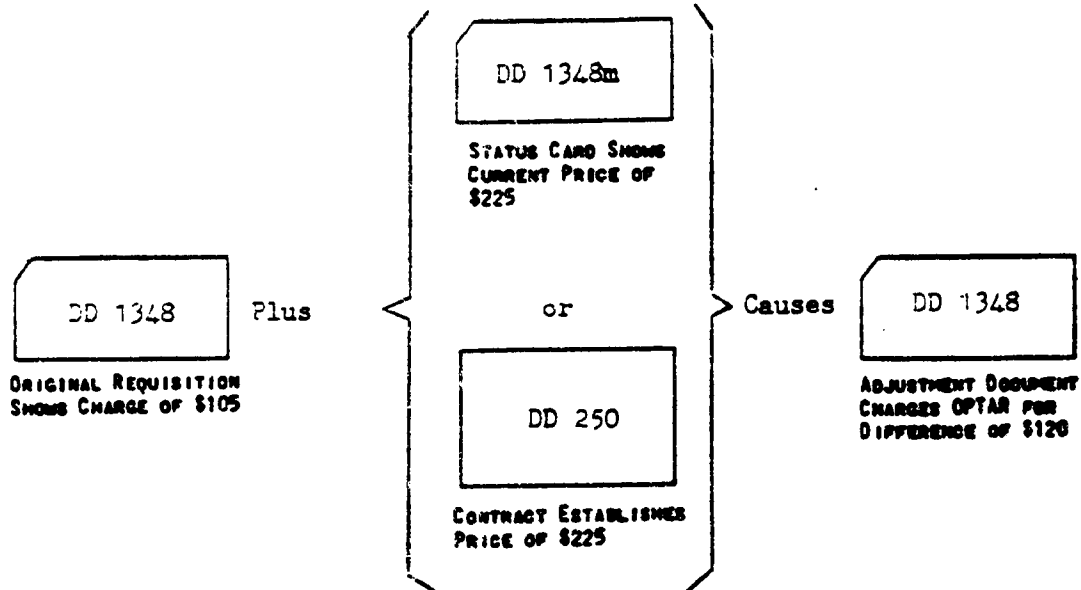 DD 1348m
STATUS CARD SHOWS
CURRENT PRICE OF
$225
DD 1348
Plus
or
Causes
DD 1348
ORIGINAL REQUISITION
SHOWS CHARGE OF $105
DD 250
ADJUSTMENT DOCUMENT
CHARGES OPTAR FOR
DIFFERENCE OF $120
CONTRACT ESTABLISHES
PRICE OF $225